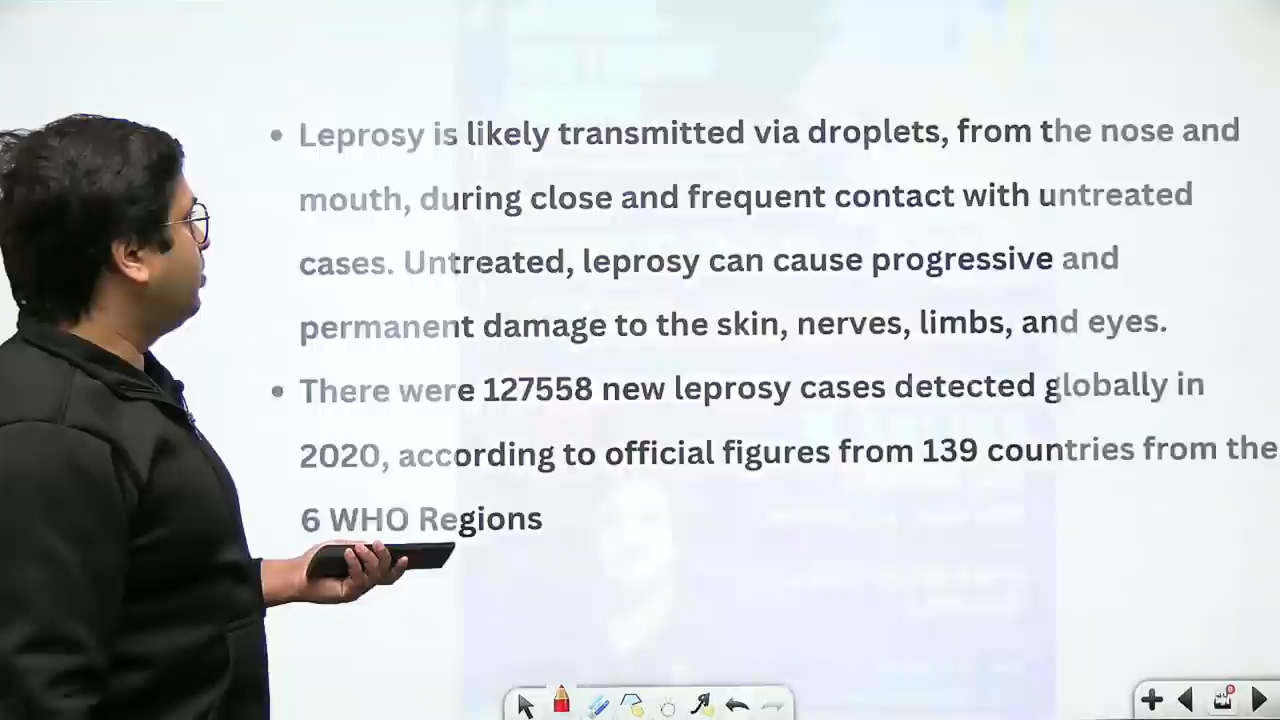 • Leprosy is likely transmitted via droplets, from the nose and
mouth, during close and frequent contact with untreated
cases. Untreated, leprosy can cause progressive and
permanent damage to the skin, nerves, limbs, and eyes.
• There were 127558 new leprosy cases detected globally in
2020, according to official figures from 139 countries from the
6 WHO Regions